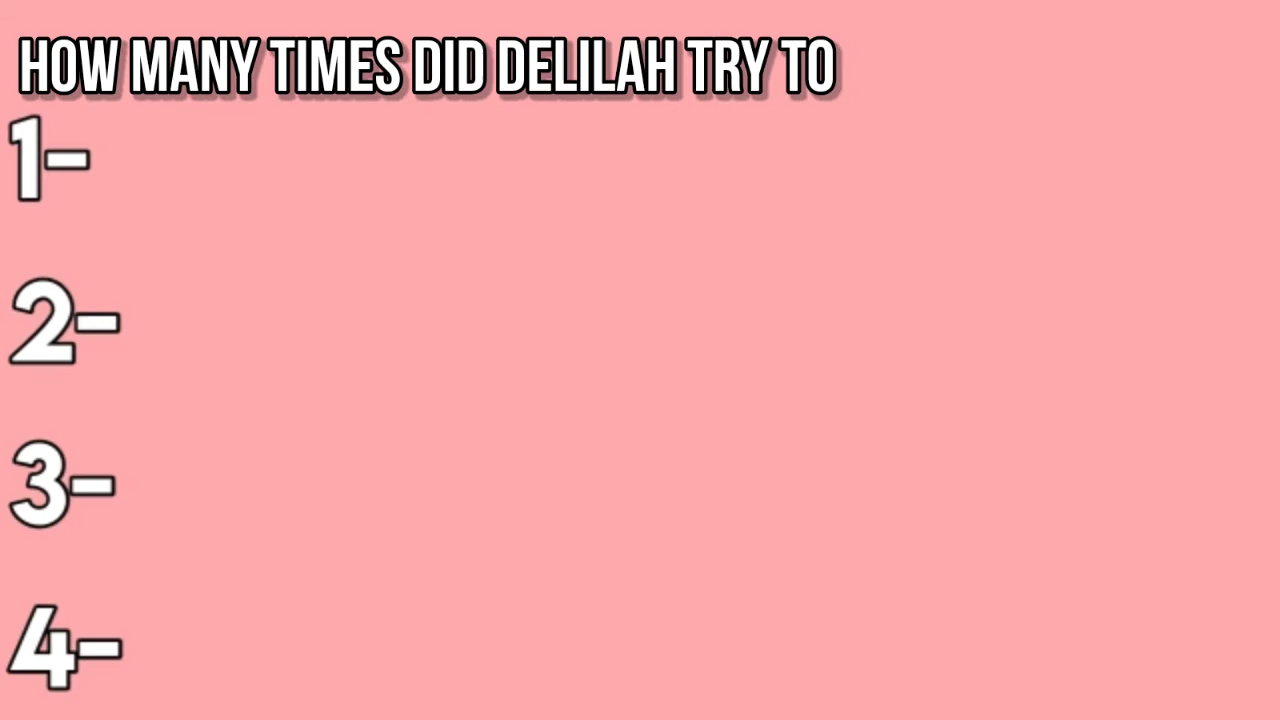 HOW MANY TIMES DID DELILAH TRY TO
1-
2-
3-
4-